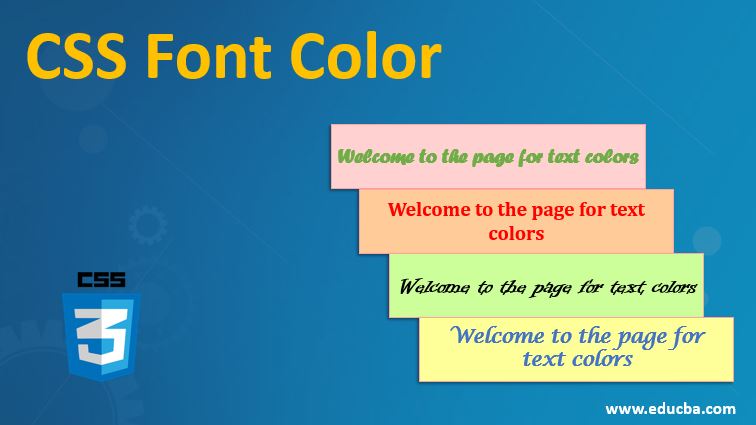 CSS Font Color
Welcome to the page for text colors
Welcome to the page for text
colors
Welcome to the page for text colors
Welcome to the page for
text colors
CSS
3
www.educba.com